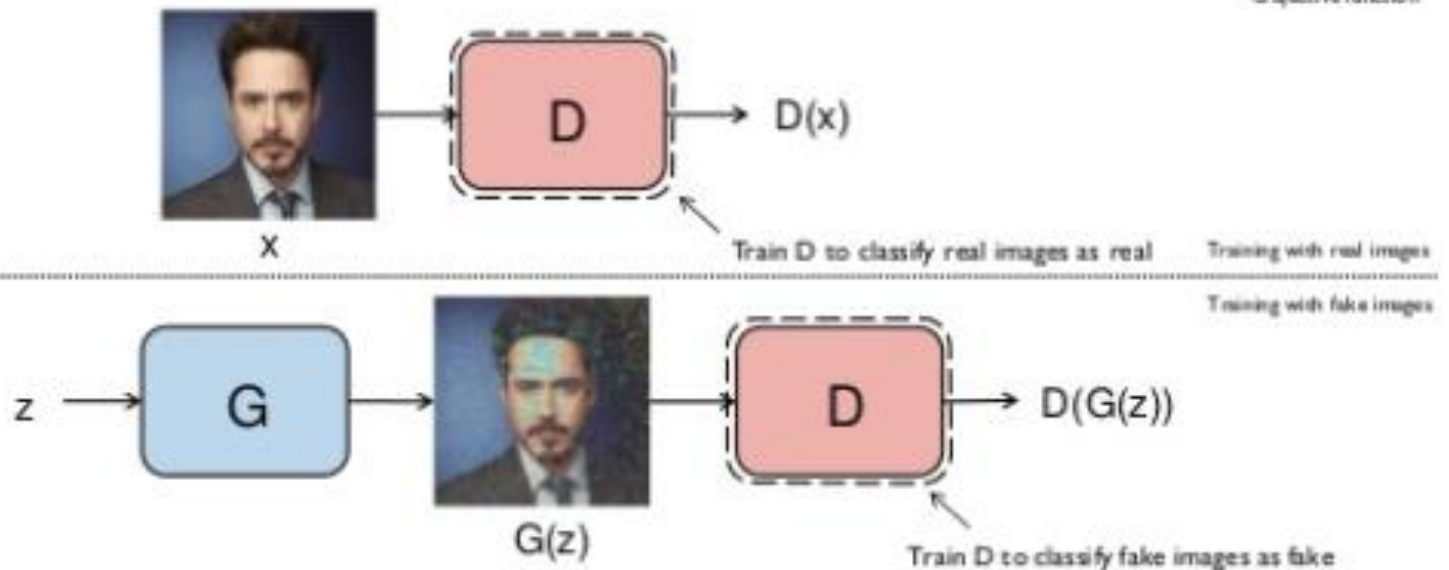 D
D(x)
x
Train D to classify real images as real
Training with real images
Training with fake images
z
G
D
D(G(z))
G(z)
Train D to classify fake images as fake